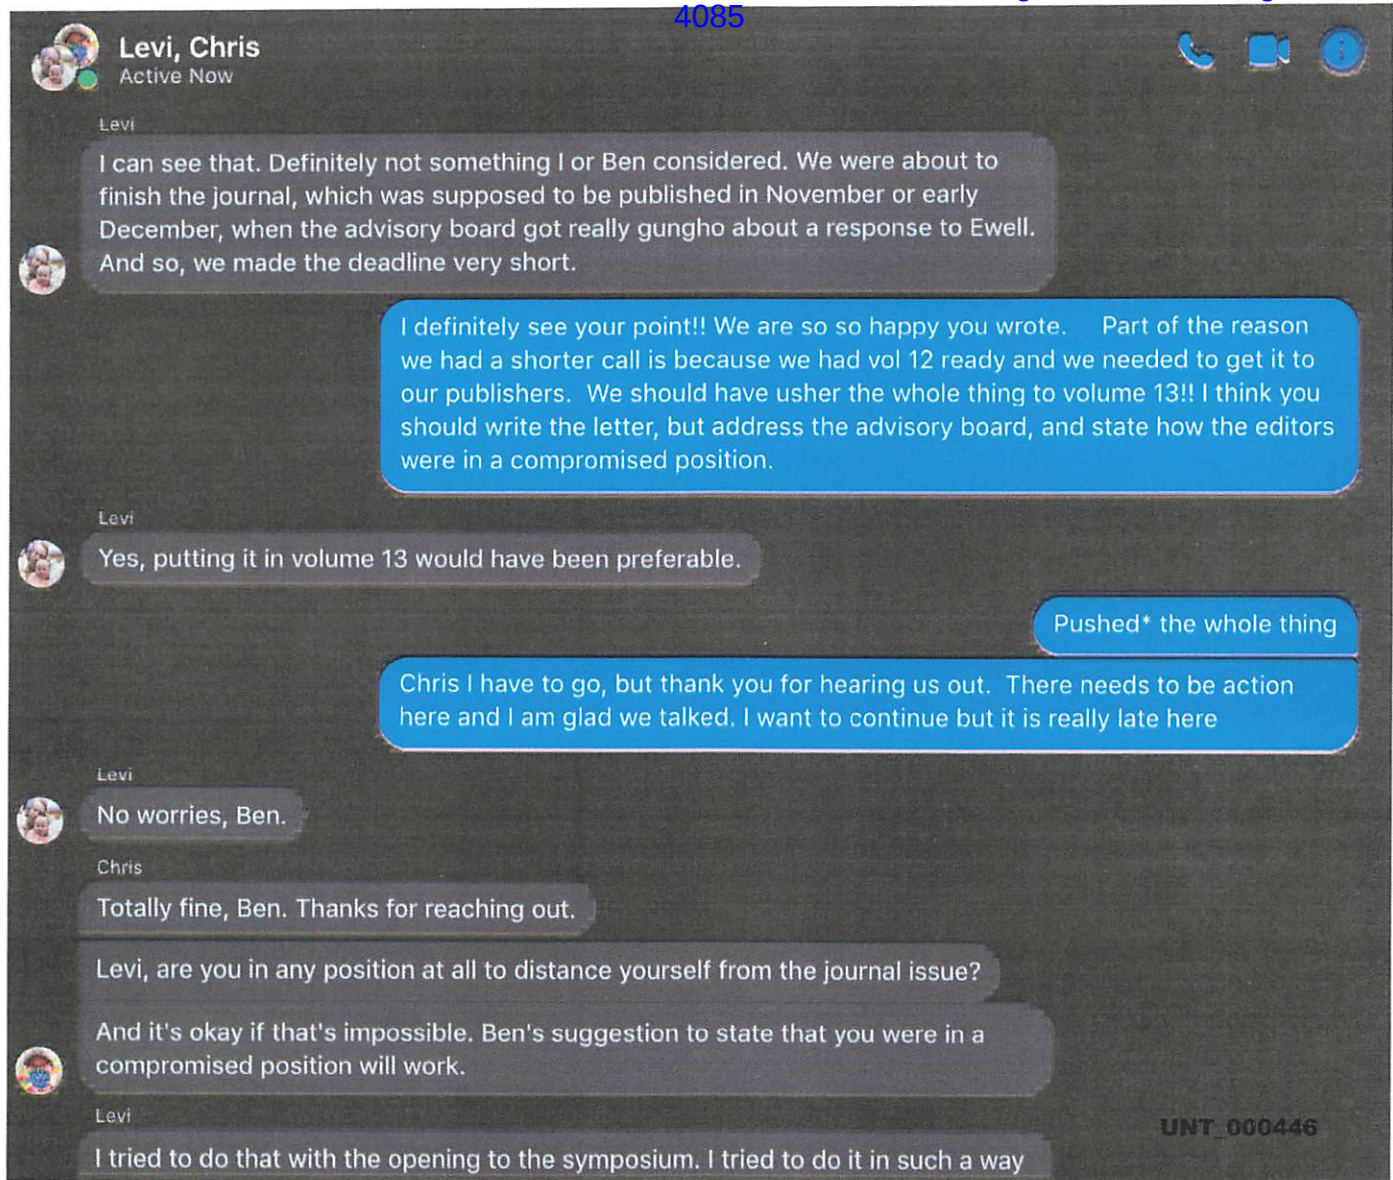 4085
Levi, Chris
Active Now
Levi
I can see that. Definitely not something I or Ben considered. We were about to
finish the journal, which was supposed to be published in November or early
December, when the advisory board got really gungho about a response to Ewell.
And so, we made the deadline very short.
I definitely see your point!! We are so so happy you wrote. Part of the reason
we had a shorter call is because we had vol 12 ready and we needed to get it to
our publishers. We should have usher the whole thing to volume 13!! I think you
should write the letter, but address the advisory board, and state how the editors
were in a compromised position.
Levi
Yes, putting it in volume 13 would have been preferable.
Pushed* the whole thing
Chris I have to go, but thank you for hearing us out. There needs to be action
here and I am glad we talked. I want to continue but it is really late here
Levi
No worries, Ben.
Chris
Totally fine, Ben. Thanks for reaching out.
Levi, are you in any position at all to distance yourself from the journal issue?
And it's okay if that's impossible. Ben's suggestion to state that you were in a
compromised position will work.
Levi
UNT_000446
I tried to do that with the opening to the symposium. I tried to do it in such a way